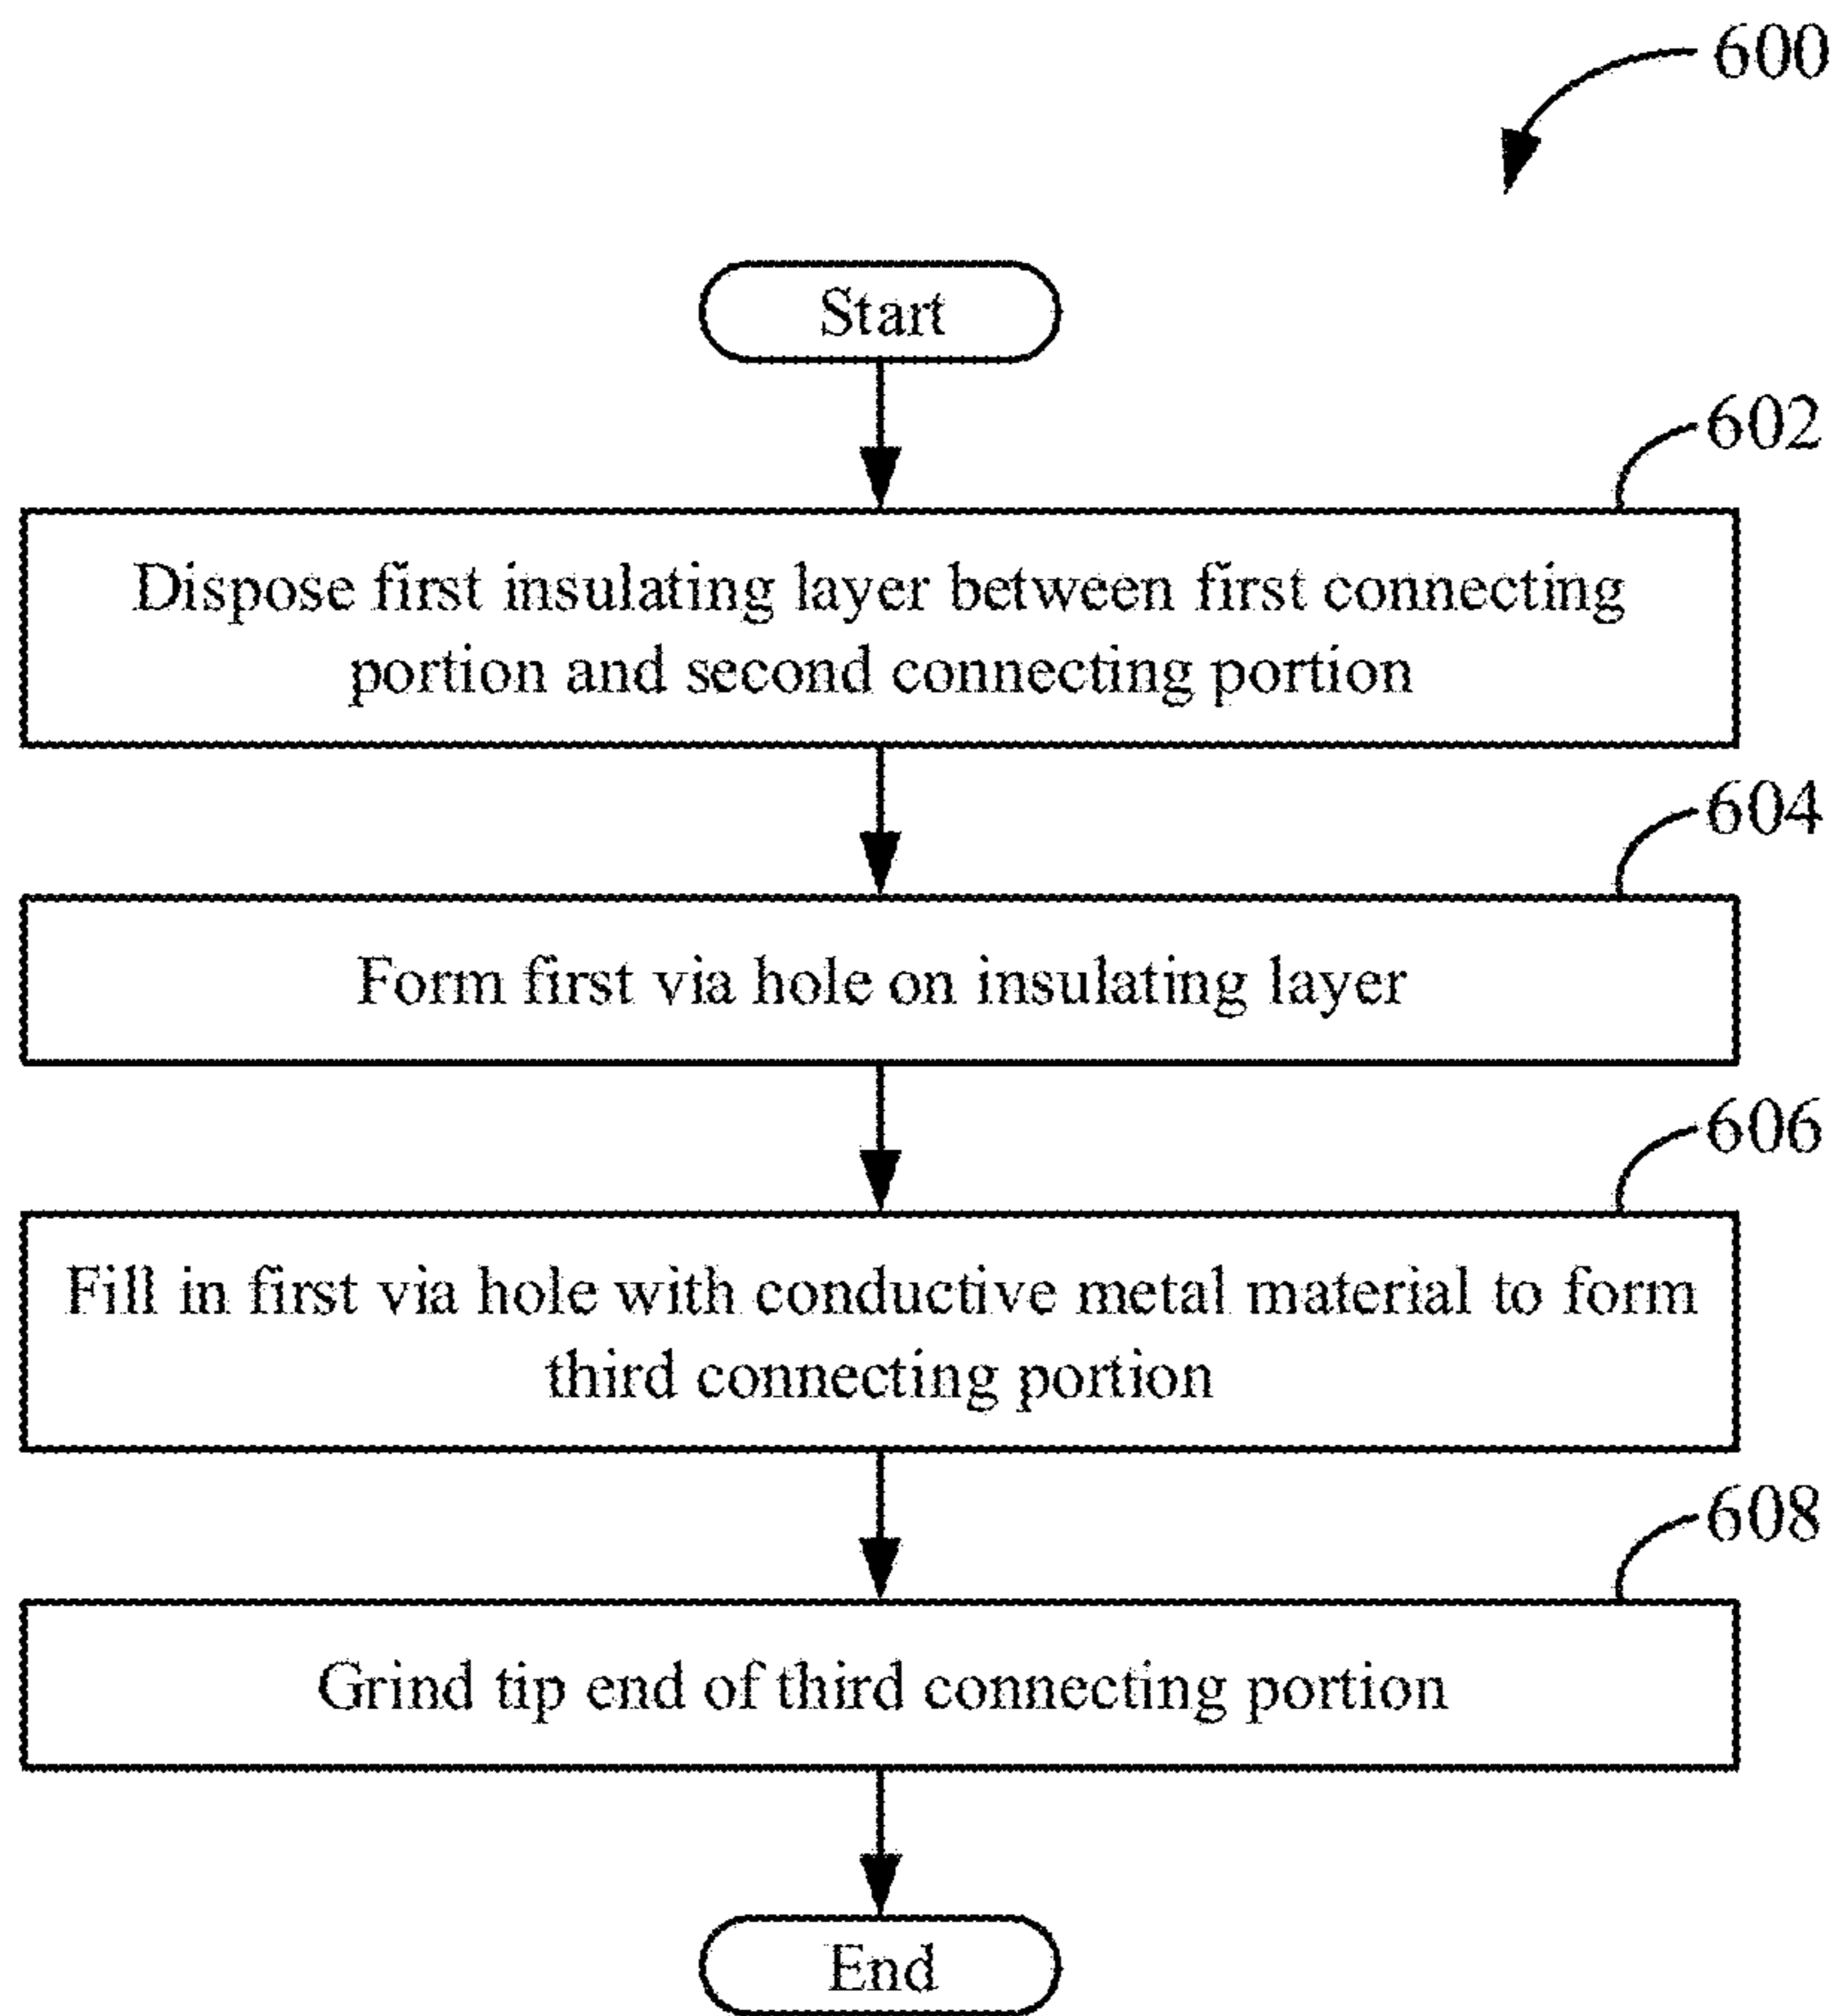 600
Start
602
Dispose first insulating layer between first connecting
portion and second connecting portion
604
Form first via hole on insulating layer
606
Fill in first via hole with conductive metal material to form
third connecting portion
608
Grind tip end of third connecting portion
End